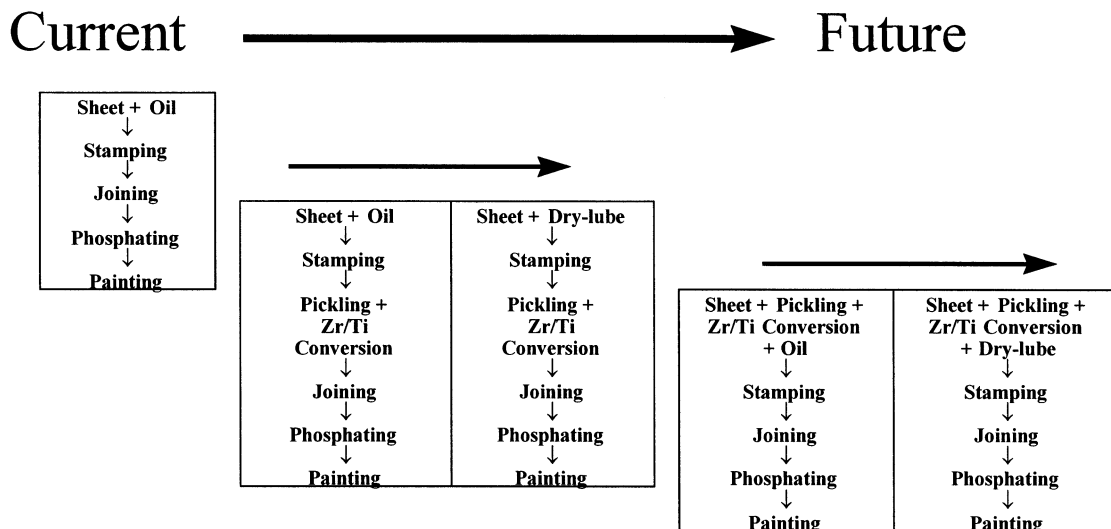 Current
Future
Sheet + Oil
Stamping
Joining
Phosphating
Painting
Sheet + Oil
Stamping
Pickling +
Zr/Ti
Conversion
Joining
Phosphating
Painting
Sheet + Dry-lube
Stamping
Pickling +
Zr/Ti
Conversion
Joining
Phosphating
Painting
Sheet + Pickling +
Zr/Ti Conversion
+ Oil
Stamping
Joining
Phosphating
Painting
Sheet + Pickling +
Zr/Ti Conversion
+ Dry-lube
Stamping
Joining
Phosphating
Painting